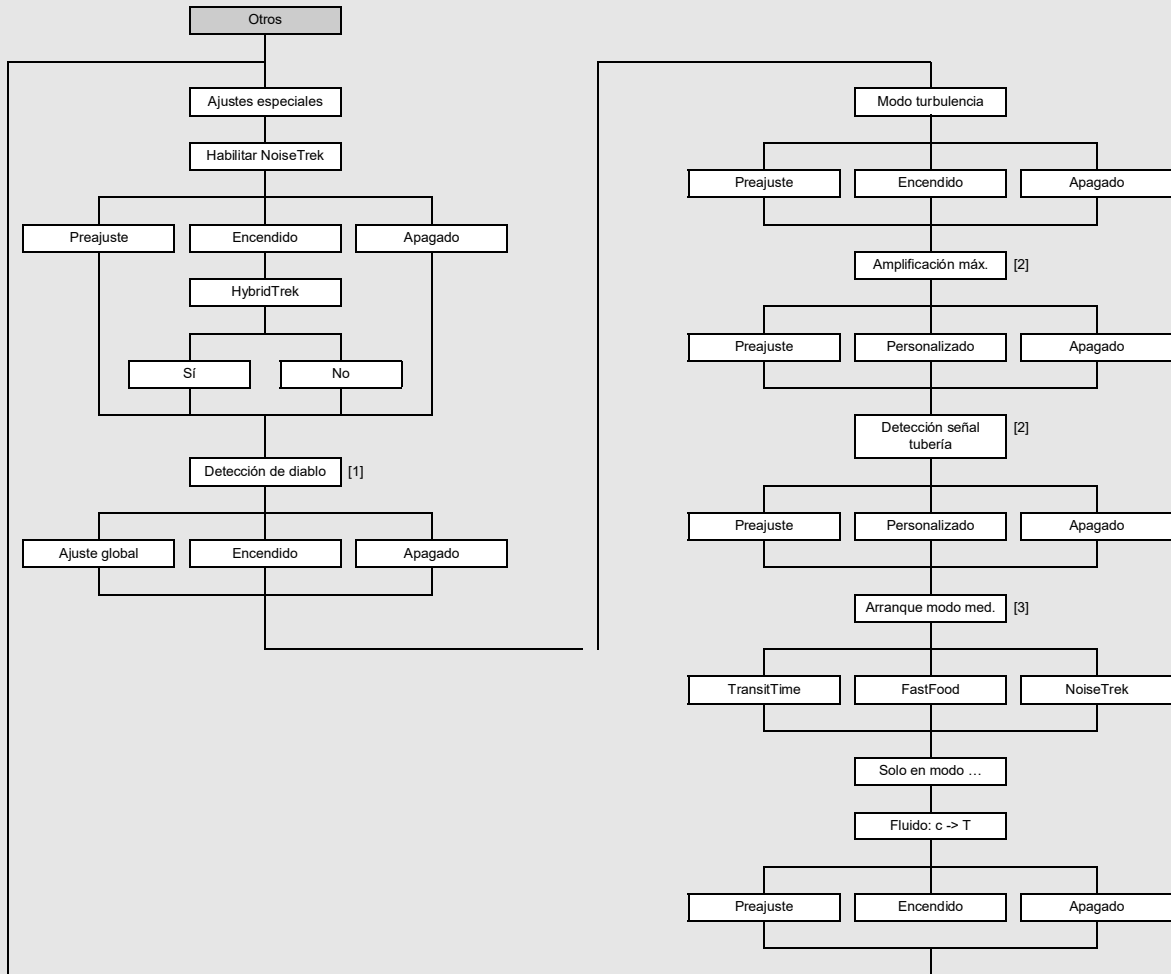 Otros
Ajustes especiales
Habilitar NoiseTrek
Preajuste
Encendido
Apagado
HybridTrek
Sí
No
Detección de diablo [1]
Ajuste global
Encendido
Apagado
Modo turbulencia
Preajuste
Encendido
Apagado
Amplificación máx. [2]
Preajuste
Personalizado
Apagado
Detección señal [2]
tubería
Preajuste
Personalizado
Apagado
Arranque modo med. [3]
TransitTime
FastFood
NoiseTrek
Solo en modo …
Fluido: c -> T
Preajuste
Encendido
Apagado